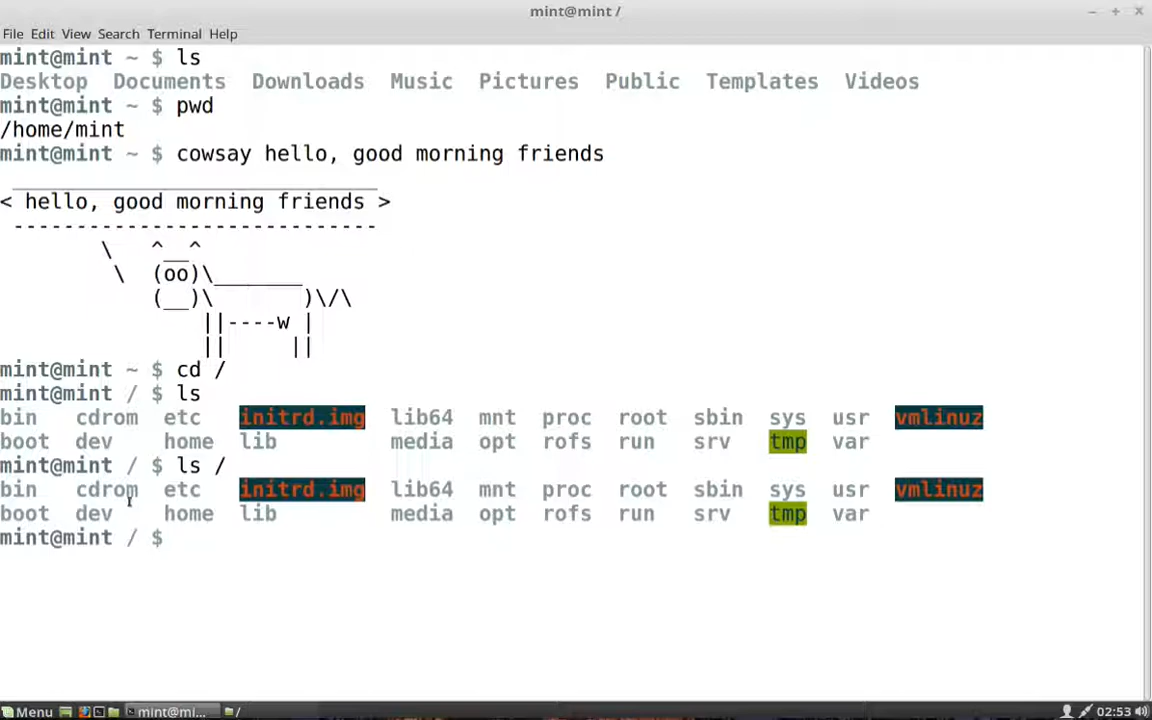 mint@mint /
File Edit View Search Terminal Help
mint@mint ~ $ ls
Desktop  Documents  Downloads  Music  Pictures  Public  Templates  Videos
mint@mint ~ $ pwd
/home/mint
mint@mint ~ $ cowsay hello, good morning friends
 _____________________________
< hello, good morning friends >
 -----------------------------
        \   ^__^
         \  (oo)\_______
            (__)\       )\/\
                ||----w |
                ||     ||
mint@mint ~ $ cd /
mint@mint / $ ls
bin   cdrom  etc   initrd.img  lib64  mnt  proc  root  sbin  sys  usr  vmlinuz
boot  dev    home  lib         media  opt  rofs  run   srv   tmp  var
mint@mint / $ ls /
bin   cdrom  etc   initrd.img  lib64  mnt  proc  root  sbin  sys  usr  vmlinuz
boot  dev    home  lib         media  opt  rofs  run   srv   tmp  var
mint@mint / $
Menu mint@mi... / 02:53